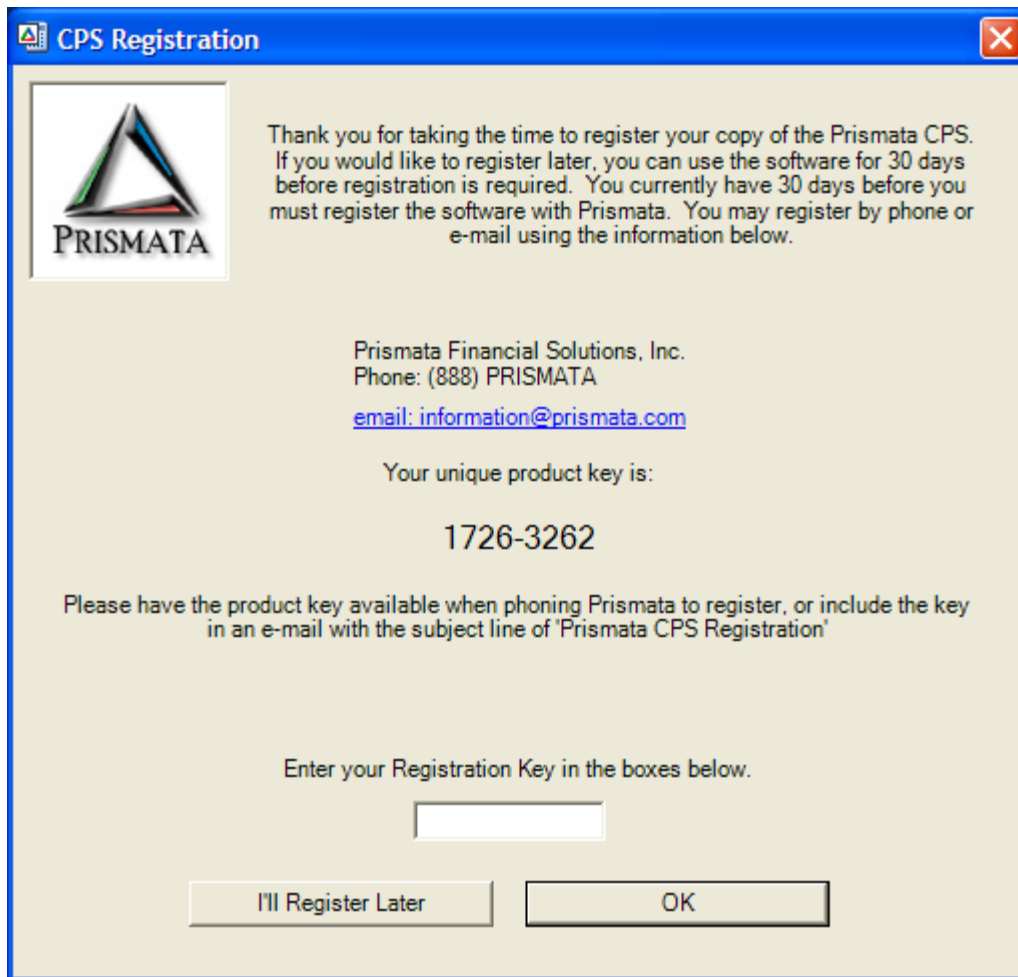 CPS Registration
PRISMATA
Thank you for taking the time to register your copy of the Prismata CPS.
If you would like to register later, you can use the software for 30 days
before registration is required.  You currently have 30 days before you
must register the software with Prismata.  You may register by phone or
e-mail using the information below.
Prismata Financial Solutions, Inc.
Phone: (888) PRISMATA
email: information@prismata.com
Your unique product key is:
1726-3262
Please have the product key available when phoning Prismata to register, or include the key
in an e-mail with the subject line of 'Prismata CPS Registration'
Enter your Registration Key in the boxes below.
I'll Register Later
OK